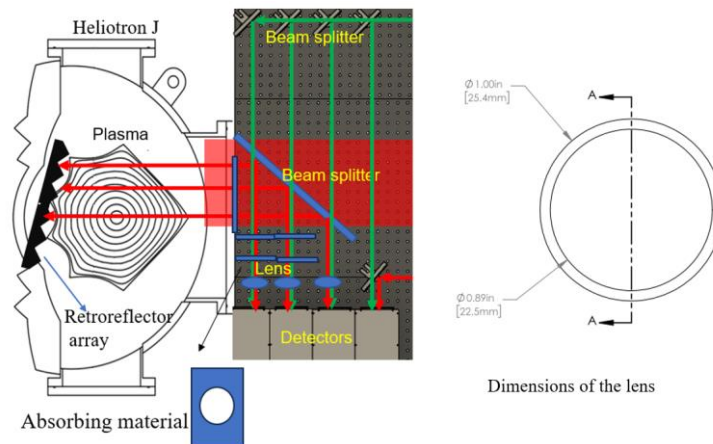 Heliotron J
Beam splitter
Plasma
Beam splitter
Lens
Retroreflector
array
Detectors
Absorbing material
A
Ø1.00in
[25.4mm]
Ø0.89in
[22.5mm]
A
Dimensions of the lens